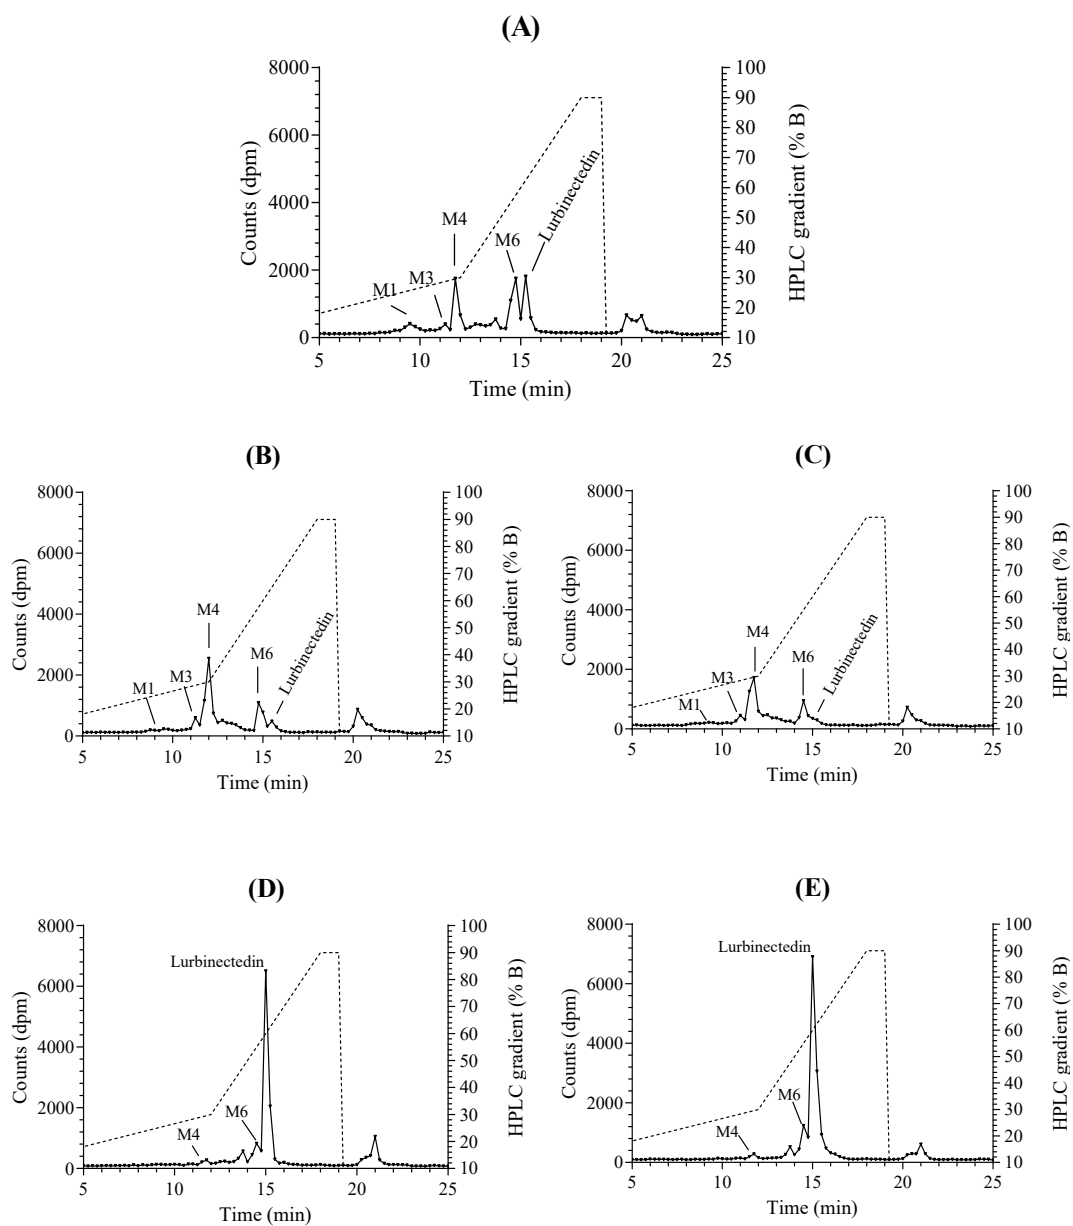 (A)
8000
6000
4000
2000
0
Counts (dpm)
100
90
80
70
60
50
40
30
20
10
HPLC gradient (% B)
M1
M3
M4
M6
Lurbinectedin
5
10
15
20
25
Time (min)
(B)
8000
6000
4000
2000
0
Counts (dpm)
100
90
80
70
60
50
40
30
20
10
HPLC gradient (% B)
M1
M3
M4
M6
Lurbinectedin
5
10
15
20
25
Time (min)
(C)
8000
6000
4000
2000
0
Counts (dpm)
100
90
80
70
60
50
40
30
20
10
HPLC gradient (% B)
M1
M3
M4
M6
Lurbinectedin
5
10
15
20
25
Time (min)
(D)
8000
6000
4000
2000
0
Counts (dpm)
100
90
80
70
60
50
40
30
20
10
HPLC gradient (% B)
Lurbinectedin
M4
M6
5
10
15
20
25
Time (min)
(E)
8000
6000
4000
2000
0
Counts (dpm)
100
90
80
70
60
50
40
30
20
10
HPLC gradient (% B)
Lurbinectedin
M4
M6
5
10
15
20
25
Time (min)